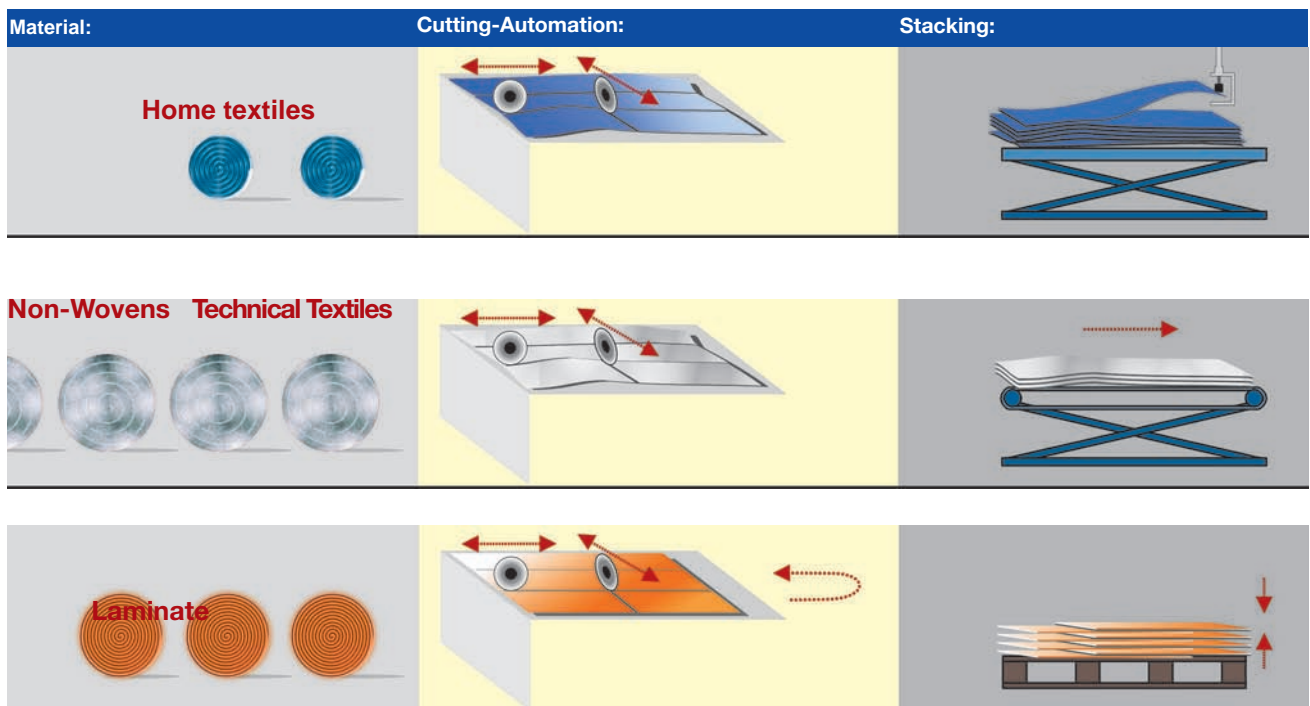 Material: Cutting-Automation: Stacking:
Home textiles
Non-Wovens Technical Textiles
Laminate